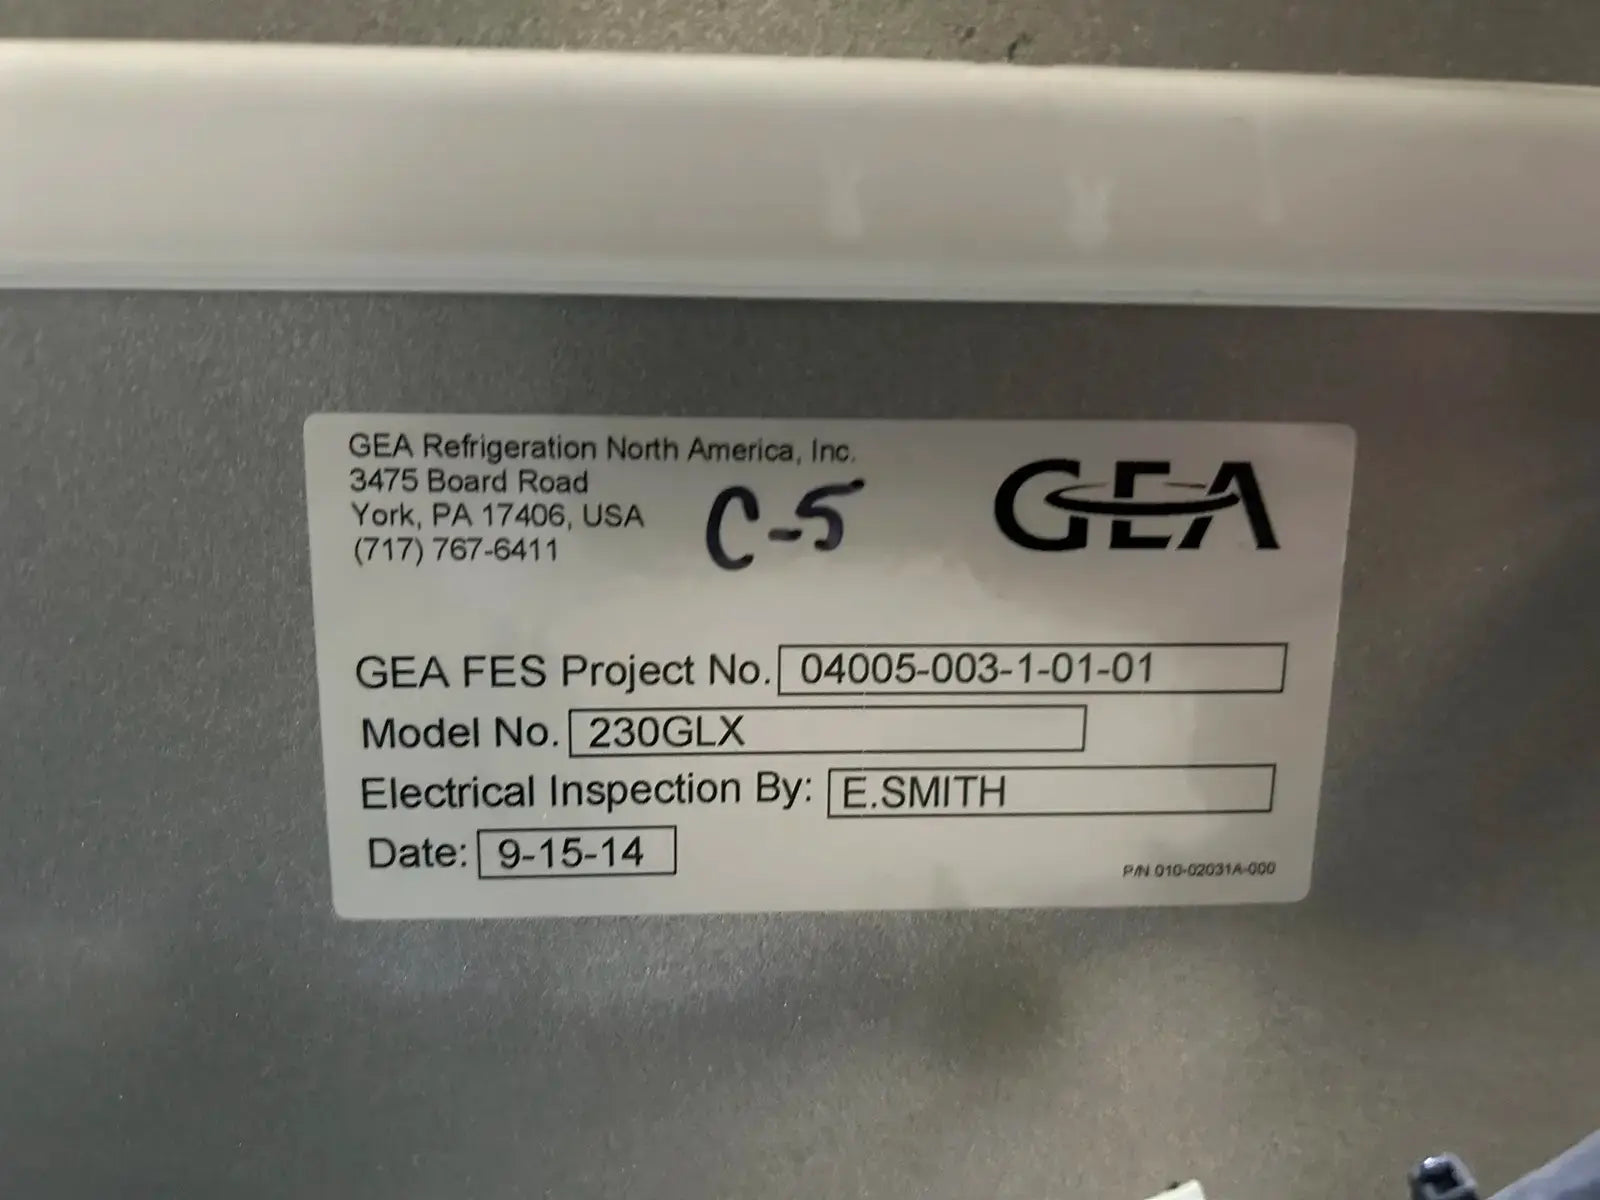 GEA Refrigeration North America, Inc.
3475 Board Road
York, PA 17406, USA
(717) 767-6411
C-5
GEA
GEA FES Project No. 04005-003-1-01-01
Model No. 230GLX
Electrical Inspection By: E.SMITH
Date: 9-15-14
P/N 010-02031A-000